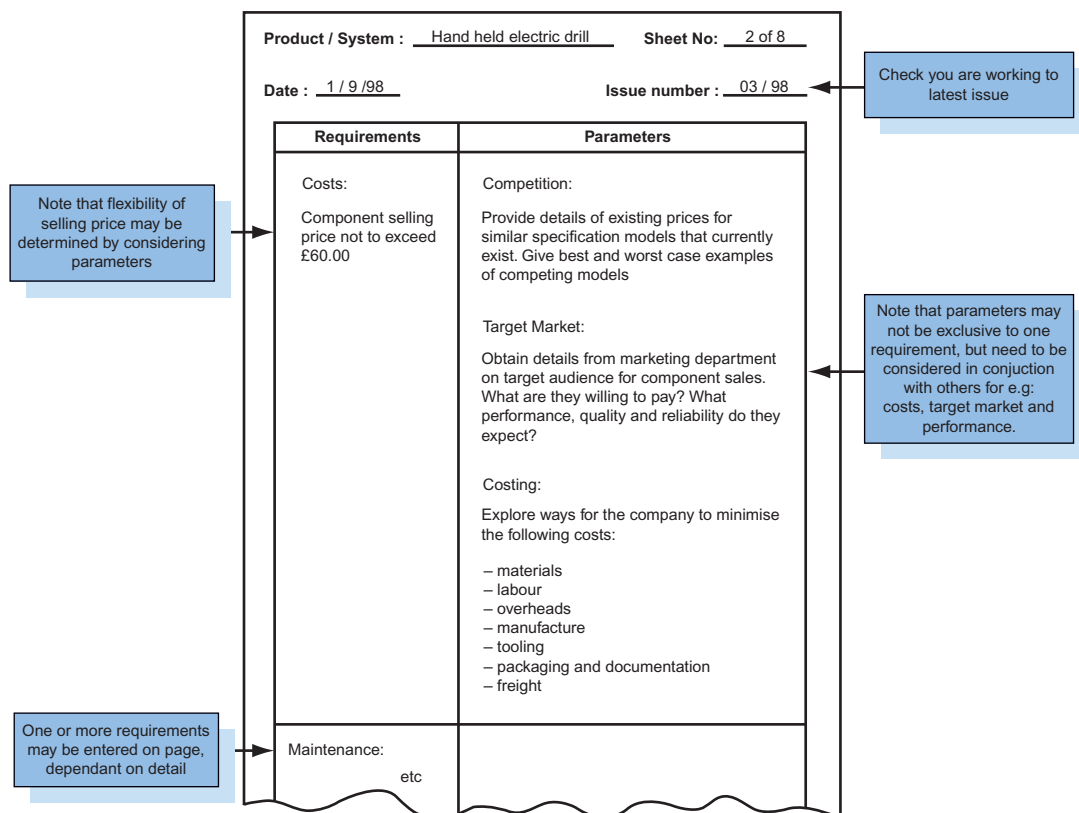 Product / System : Hand held electric drill Sheet No: 2 of 8
Date : 1 / 9 /98 Issue number : 03 / 98
Check you are working to
latest issue
Requirements Parameters
Note that flexibility of
selling price may be
determined by considering
parameters
Costs:
Component selling
price not to exceed
£60.00
Competition:
Provide details of existing prices for
similar specification models that currently
exist. Give best and worst case examples
of competing models
Target Market:
Obtain details from marketing department
on target audience for component sales.
What are they willing to pay? What
performance, quality and reliability do they
expect?
Note that parameters may
not be exclusive to one
requirement, but need to be
considered in conjuction
with others for e.g:
costs, target market and
performance.
Costing:
Explore ways for the company to minimise
the following costs:
– materials
– labour
– overheads
– manufacture
– tooling
– packaging and documentation
– freight
One or more requirements
may be entered on page,
dependant on detail
Maintenance:
etc